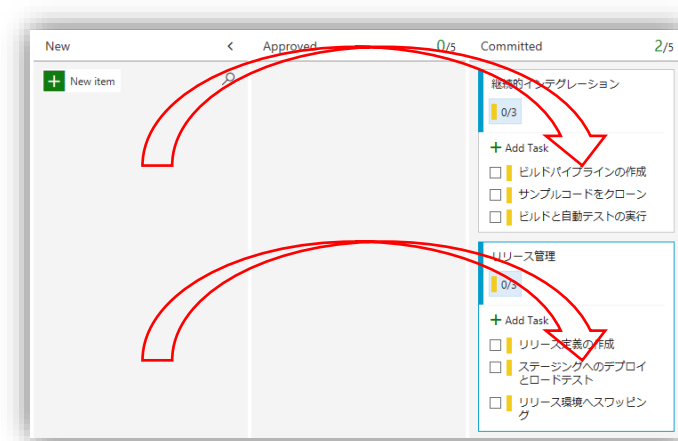 New
Approved 0/5
Committed 2/5
New item
継続的インテグレーション
0/3
Add Task
ビルドパイプラインの作成
サンプルコードをクローン
ビルドと自動テストの実行
リリース管理
0/3
Add Task
リリース定義の作成
ステージングへのデプロイ
とロードテスト
リリース環境へスワッピン
グ